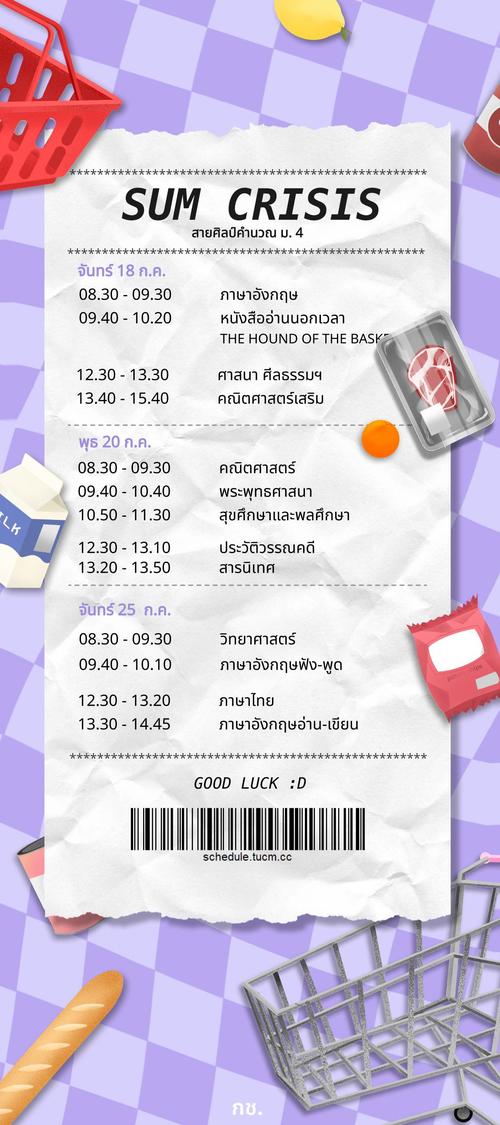 **************************************************
SUM CRISIS
สายศิลป์คำนวณ ม. 4
**************************************************
จันทร์ 18 ก.ค.
08.30 - 09.30 ภาษาอังกฤษ
09.40 - 10.20 หนังสืออ่านนอกเวลา
THE HOUND OF THE
12.30 - 13.30 ศาสนา ศีลธรรมฯ
13.40 - 15.40 คณิตศาสตร์เสริม
พุธ 20 ก.ค.
08.30 - 09.30 คณิตศาสตร์
09.40 - 10.40 พระพุทธศาสนา
10.50 - 11.30 สุขศึกษาและพลศึกษา
12.30 - 13.10 ประวัติวรรณคดี
13.20 - 13.50 สารนิเทศ
จันทร์ 25 ก.ค.
08.30 - 09.30 วิทยาศาสตร์
09.40 - 10.10 ภาษาอังกฤษฟัง-พูด
12.30 - 13.20 ภาษาไทย
13.30 - 14.45 ภาษาอังกฤษอ่าน-เขียน
**************************************************
GOOD LUCK :D
schedule.tucm.cc
กช.